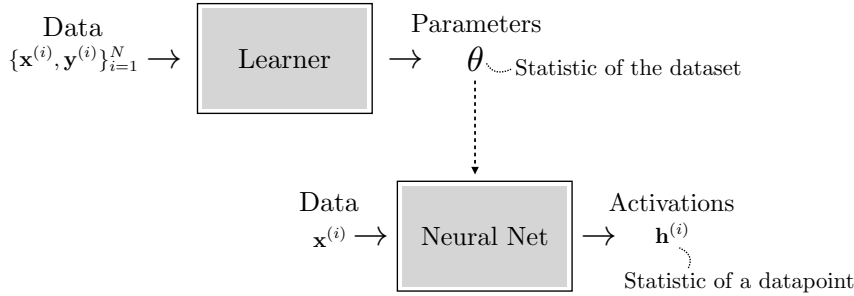 Data
{x^(i), y^(i)}_{i=1}^N → Learner → Parameters
θ
Statistic of the dataset
Data
x^(i) → Neural Net → Activations
h^(i)
Statistic of a datapoint